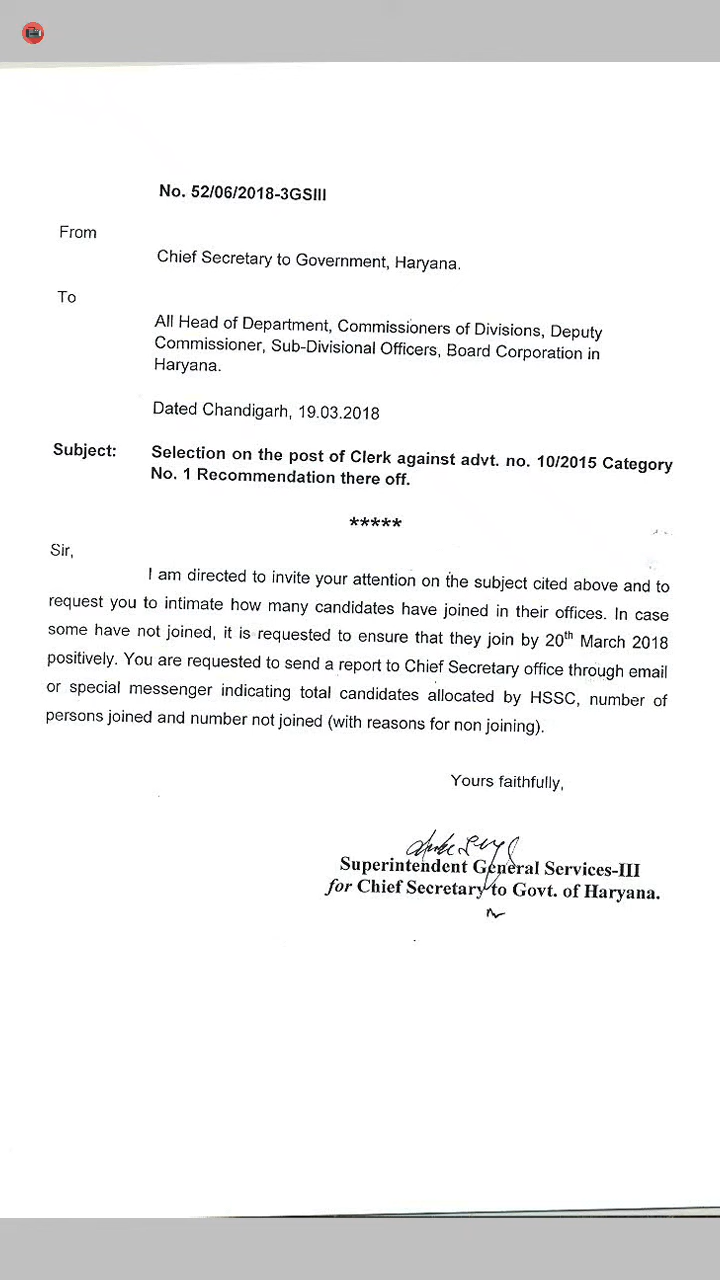 No. 52/06/2018-3GSIII
From
Chief Secretary to Government, Haryana.
To
All Head of Department, Commissioners of Divisions, Deputy
Commissioner, Sub-Divisional Officers, Board Corporation in
Haryana.
Dated Chandigarh, 19.03.2018
Subject: Selection on the post of Clerk against advt. no. 10/2015 Category
No. 1 Recommendation there off.
*****
Sir,
I am directed to invite your attention on the subject cited above and to
request you to intimate how many candidates have joined in their offices. In case
some have not joined, it is requested to ensure that they join by 20th March 2018
positively. You are requested to send a report to Chief Secretary office through email
or special messenger indicating total candidates allocated by HSSC, number of
persons joined and number not joined (with reasons for non joining).
Yours faithfully,
Superintendent General Services-III
for Chief Secretary to Govt. of Haryana.